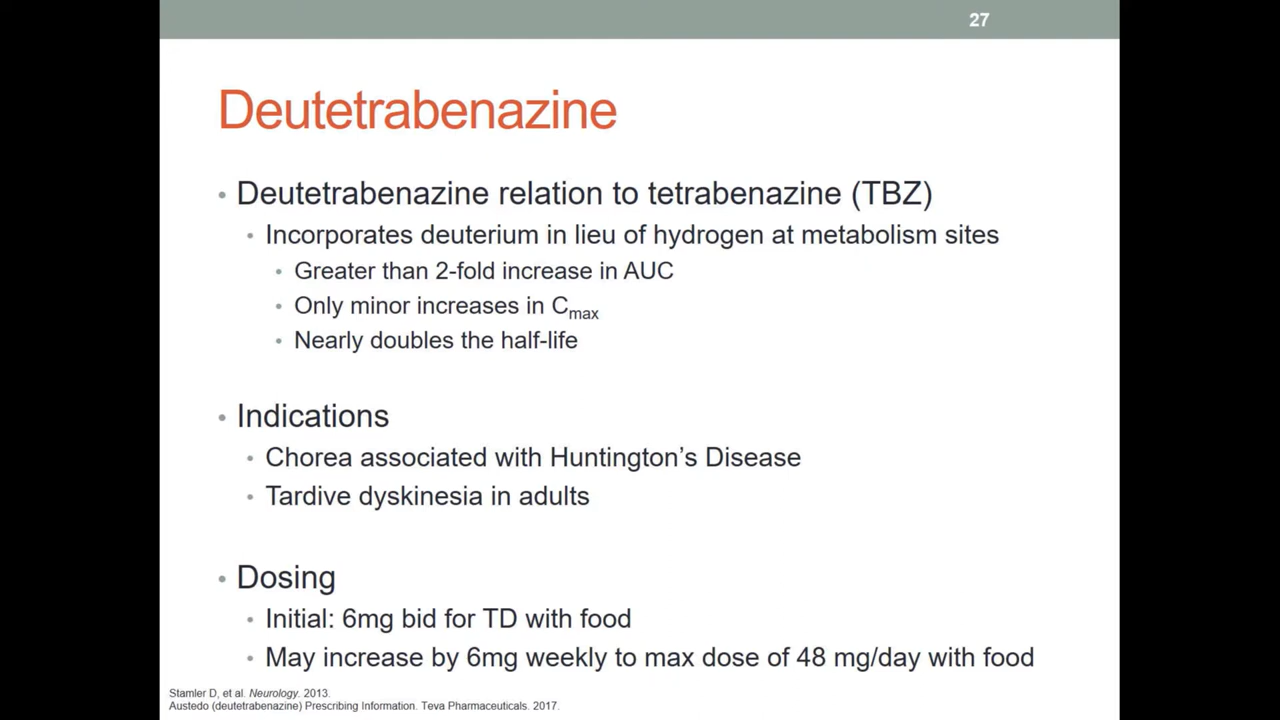 27
Deutetrabenazine
• Deutetrabenazine relation to tetrabenazine (TBZ)
• Incorporates deuterium in lieu of hydrogen at metabolism sites
• Greater than 2-fold increase in AUC
• Only minor increases in Cmax
• Nearly doubles the half-life
• Indications
• Chorea associated with Huntington's Disease
• Tardive dyskinesia in adults
• Dosing
• Initial: 6mg bid for TD with food
• May increase by 6mg weekly to max dose of 48 mg/day with food
Stamler D, et al. Neurology. 2013.
Austedo (deutetrabenazine) Prescribing Information. Teva Pharmaceuticals. 2017.